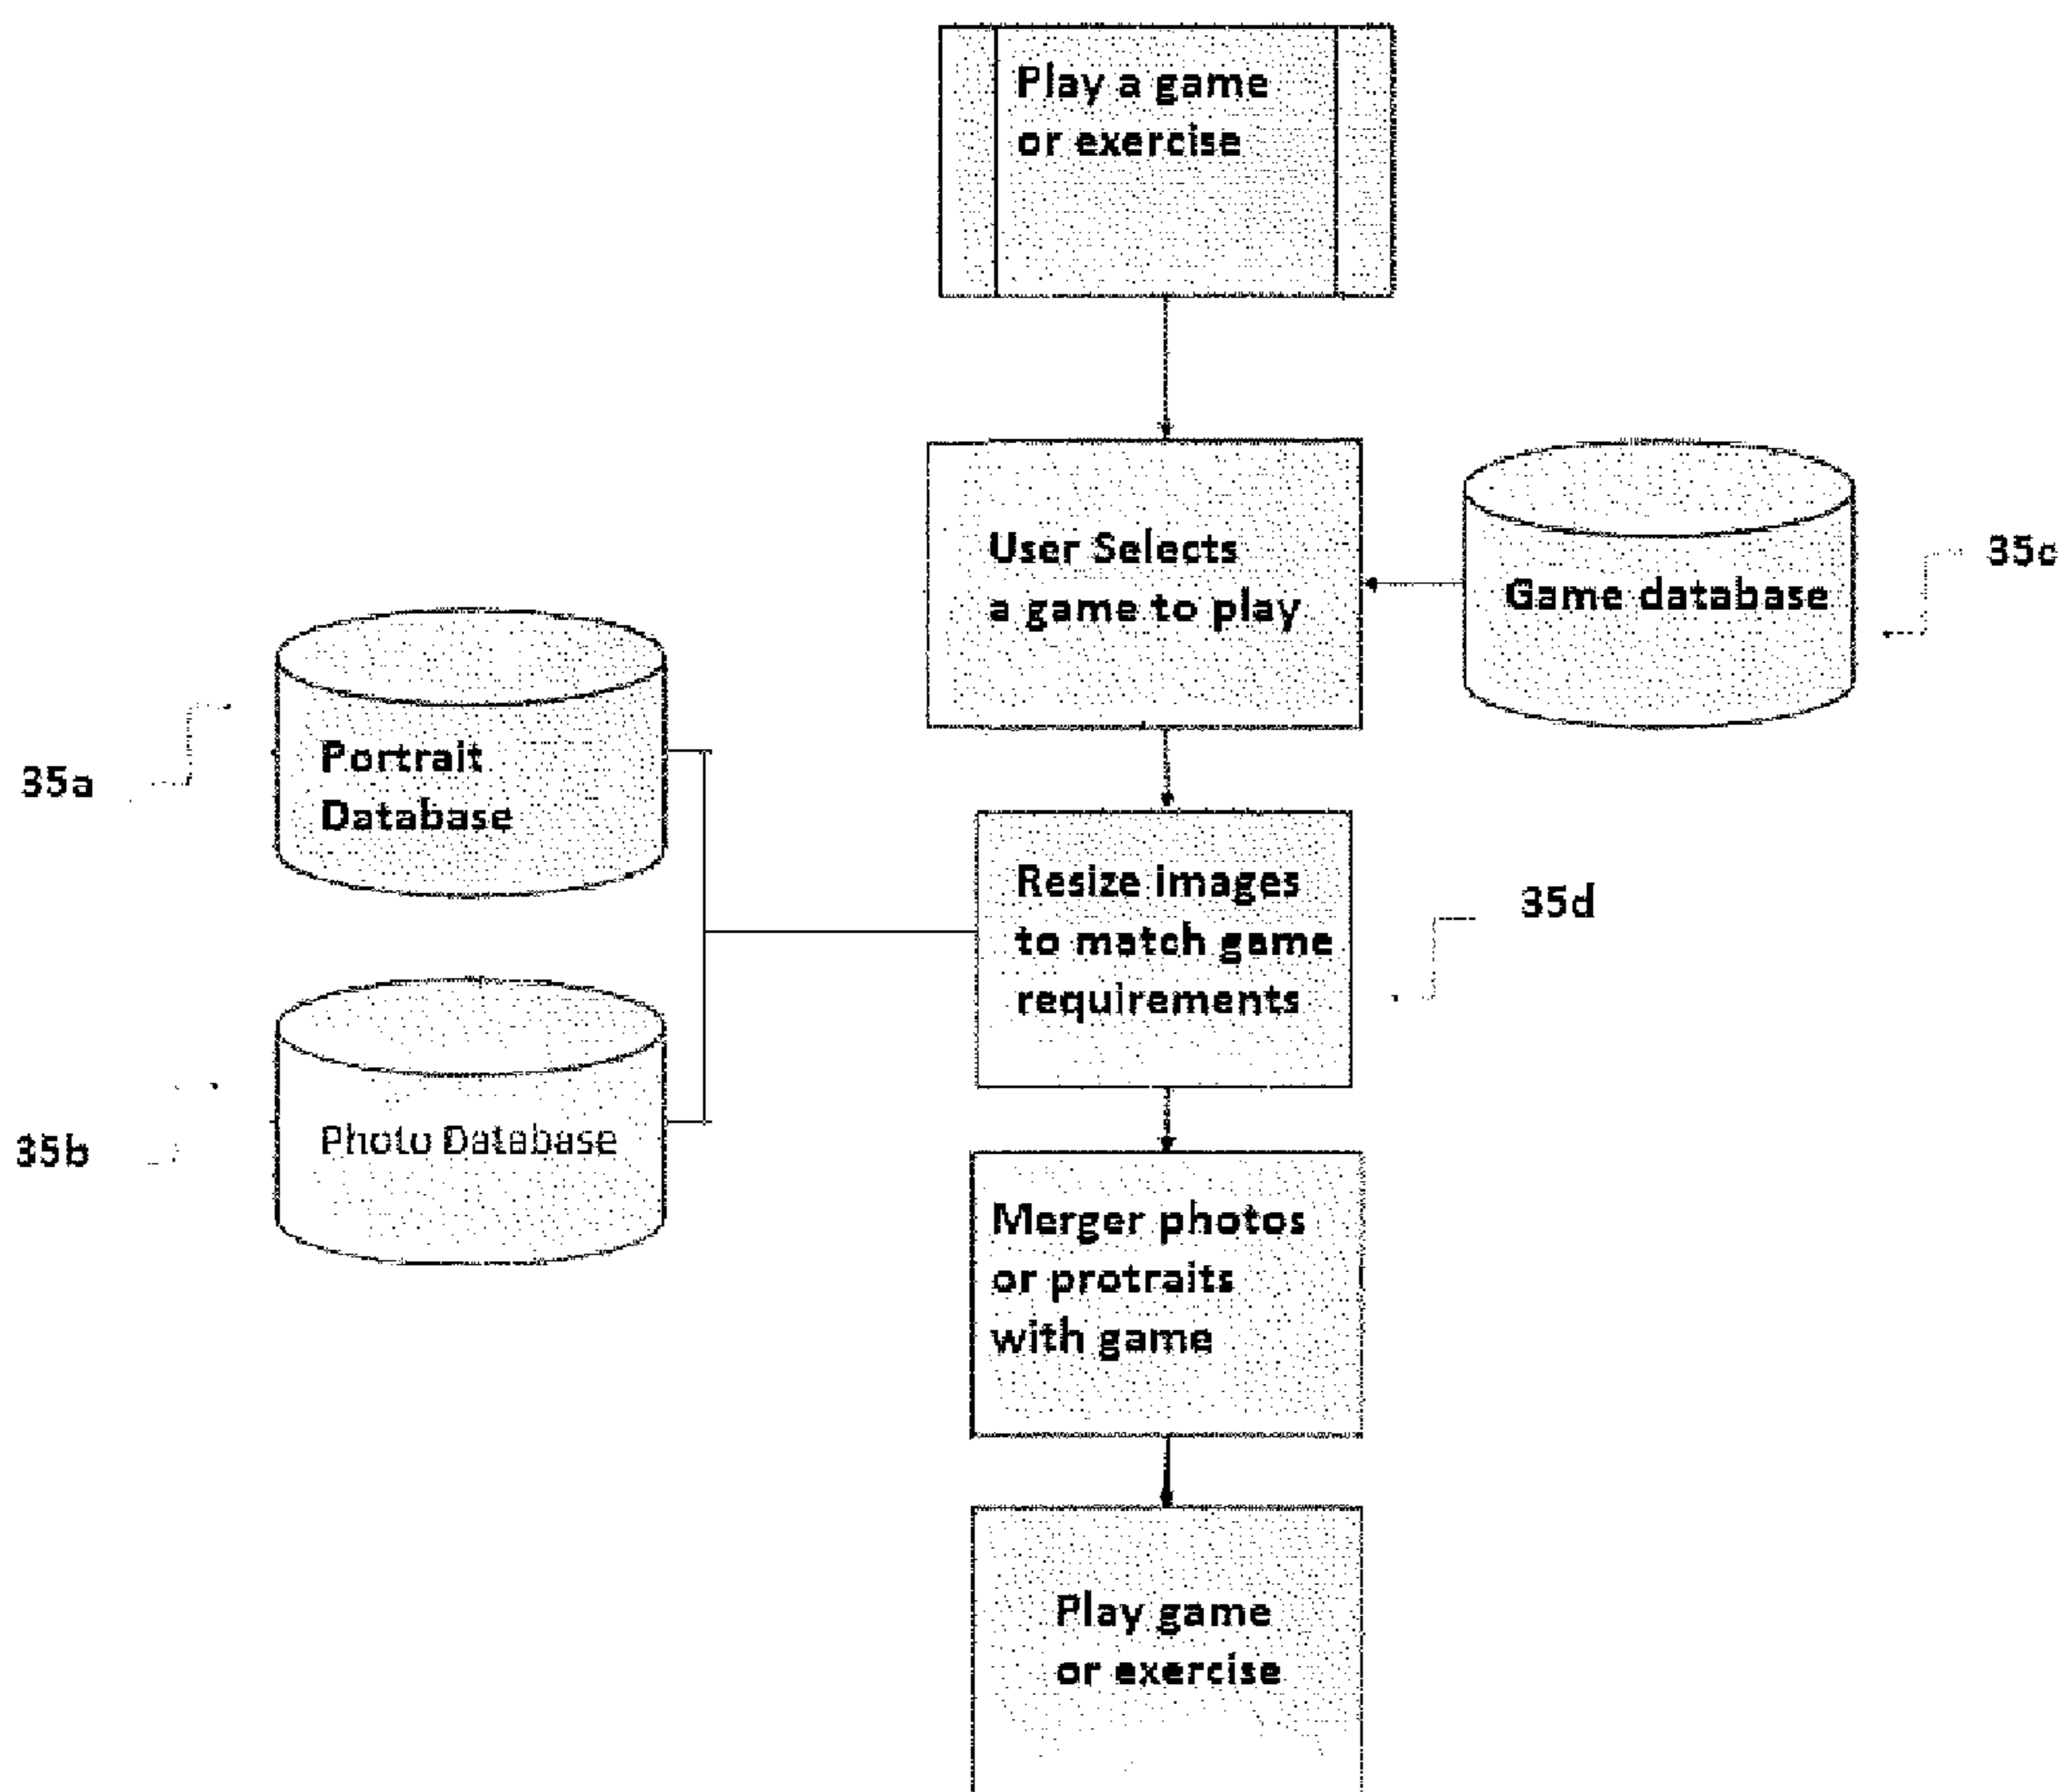 Play a game
or exercise
User Selects
a game to play
Game database
35c
35a
Portrait
Database
Resize images
to match game
requirements
35d
35b
Photo Database
Merger photos
or protraits
with game
Play game
or exercise